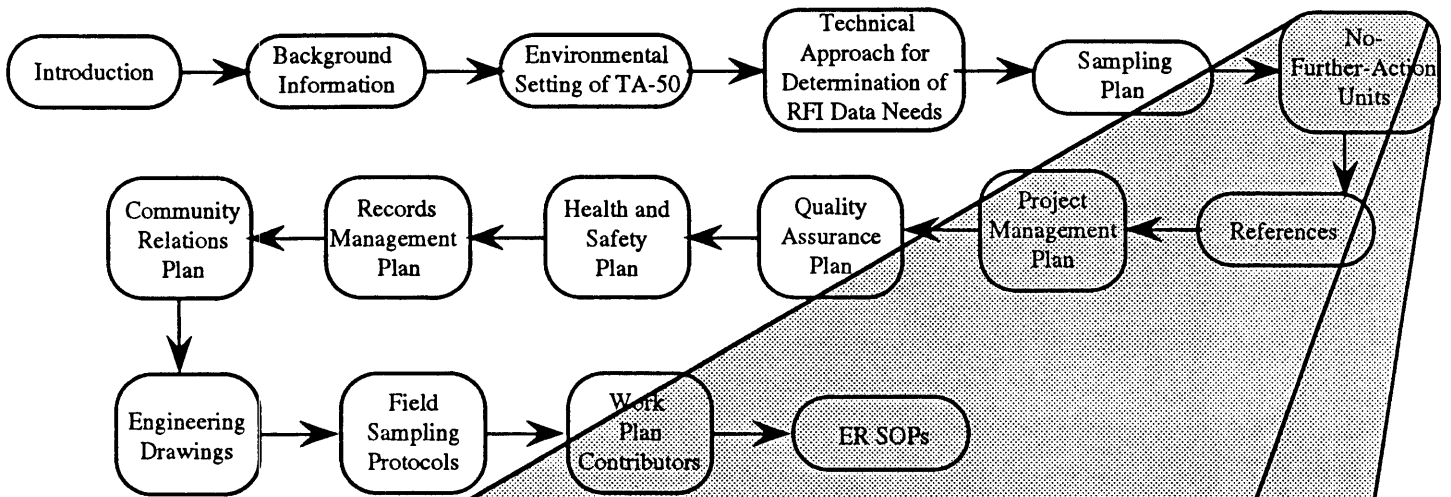 Introduction
Background
Information
Environmental
Setting of TA-50
Technical
Approach for
Determination of
RFI Data Needs
Sampling
Plan
No-
Further-Action
Units
References
Project
Management
Plan
Quality
Assurance
Plan
Health and
Safety
Plan
Records
Management
Plan
Community
Relations
Plan
Engineering
Drawings
Field
Sampling
Protocols
Work
Plan
Contributors
ER SOPs